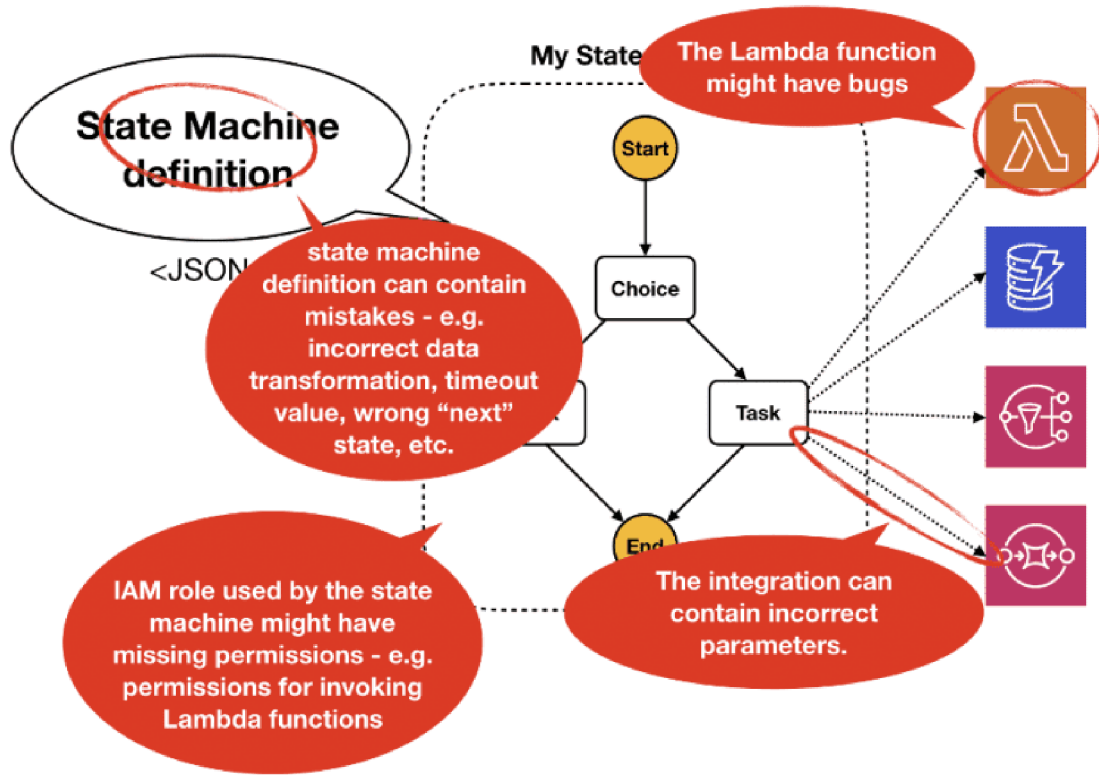 My State
The Lambda function
might have bugs
State Machine
definition
Start
<JSON
state machine
definition can contain
mistakes - e.g.
incorrect data
transformation, timeout
value, wrong “next”
state, etc.
Choice
Task
End
IAM role used by the state
machine might have
missing permissions - e.g.
permissions for invoking
Lambda functions
The integration can
contain incorrect
parameters.